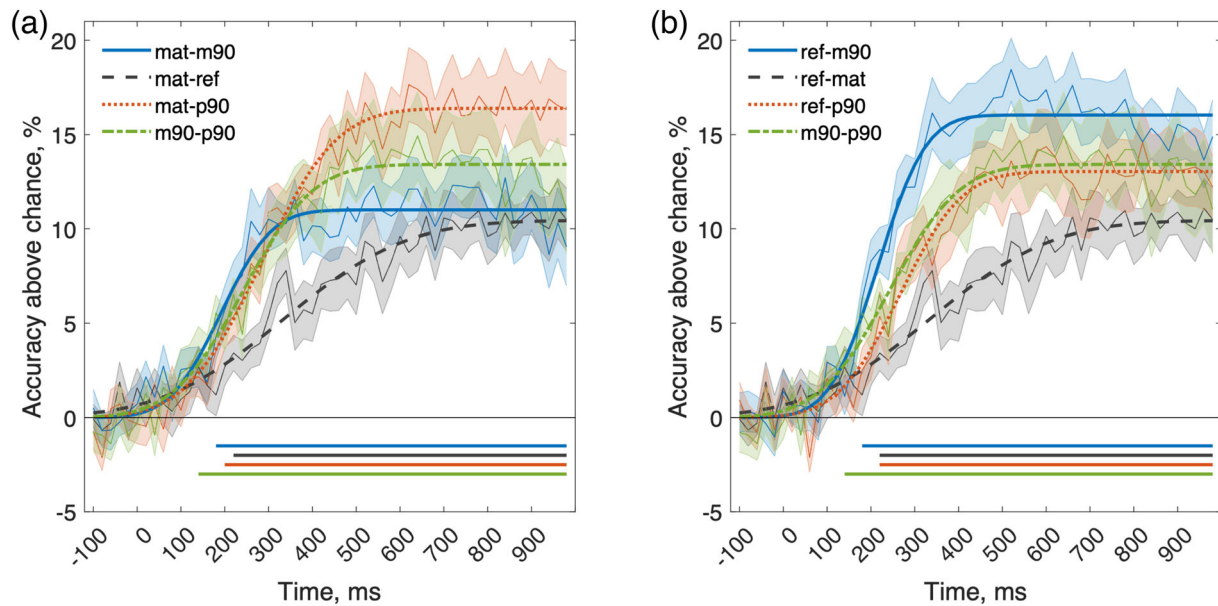 (a)
20
15
10
5
0
-5
Accuracy above chance, %
mat-m90
mat-ref
mat-p90
m90-p90
-100 0 100 200 300 400 500 600 700 800 900
Time, ms
(b)
20
15
10
5
0
-5
Accuracy above chance, %
ref-m90
ref-mat
ref-p90
m90-p90
-100 0 100 200 300 400 500 600 700 800 900
Time, ms